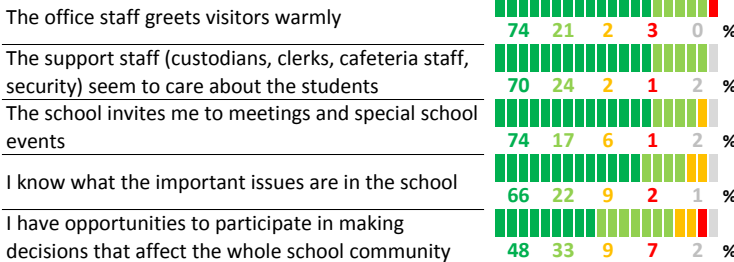 The office staff greets visitors warmly
74 21 2 3 0 %
The support staff (custodians, clerks, cafeteria staff,
security) seem to care about the students
70 24 2 1 2 %
The school invites me to meetings and special school
events
74 17 6 1 2 %
I know what the important issues are in the school
66 22 9 2 1 %
I have opportunities to participate in making
decisions that affect the whole school community
48 33 9 7 2 %